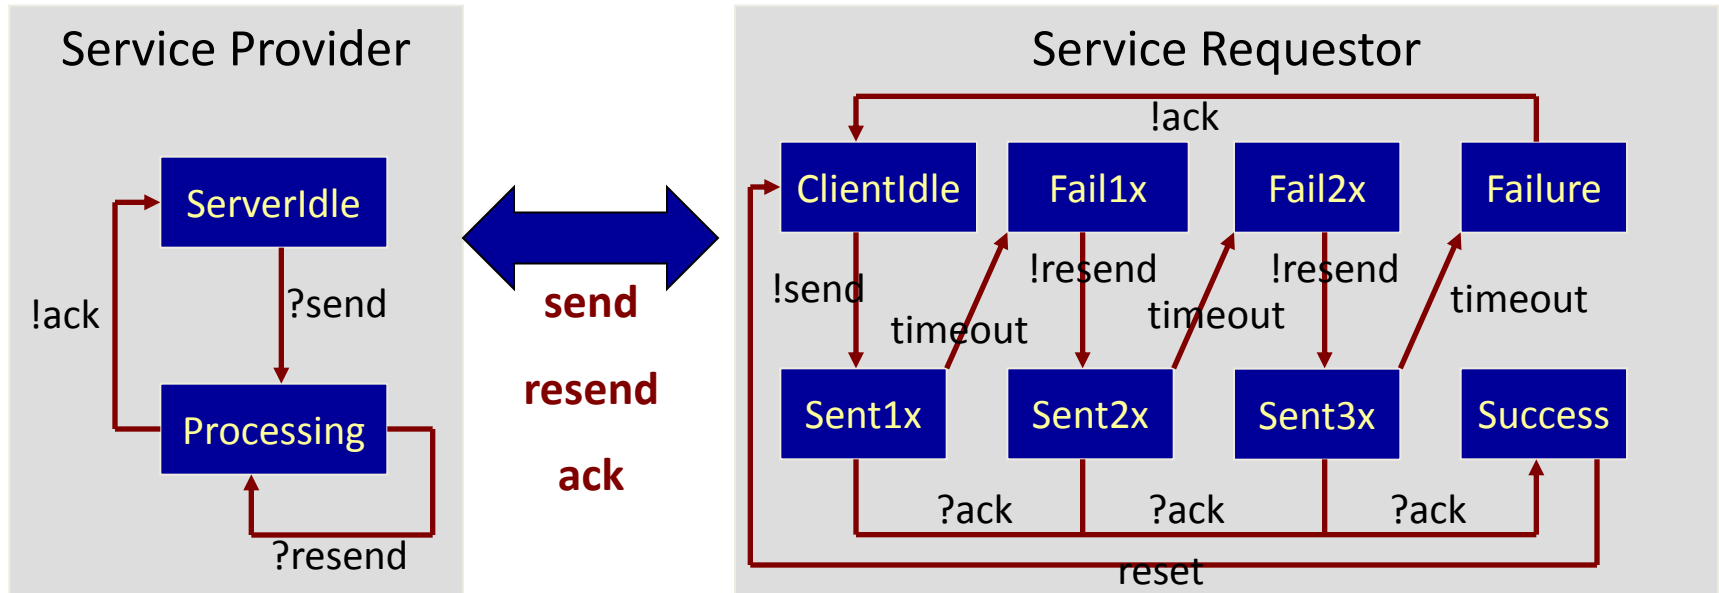 Service Provider
ServerIdle
!ack
?send
Processing
?resend
send
resend
ack
Service Requestor
!ack
ClientIdle
Fail1x
Fail2x
Failure
!send
!resend
!resend
timeout
timeout
timeout
Sent1x
Sent2x
Sent3x
Success
?ack
?ack
?ack
reset